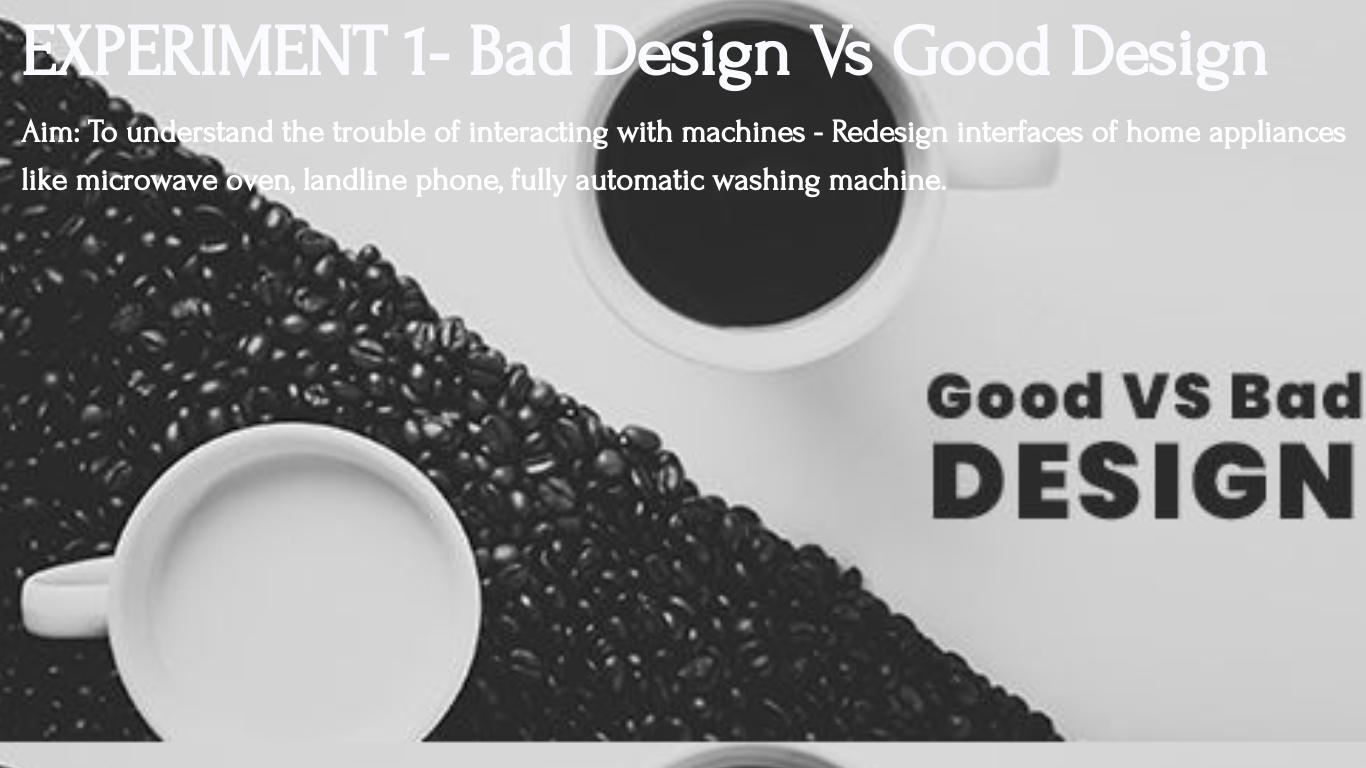 EXPERIMENT 1- Bad Design Vs Good Design
Aim: To understand the trouble of interacting with machines - Redesign interfaces of home appliances
like microwave oven, landline phone, fully automatic washing machine.
Good VS Bad
DESIGN